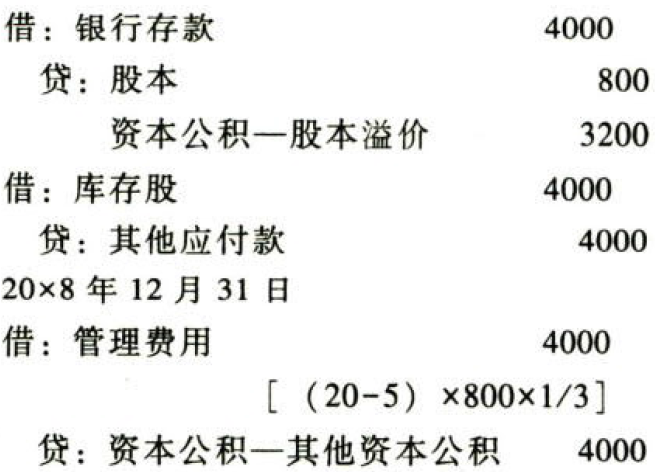 借：银行存款 4000
贷：股本 800
资本公积—股本溢价 3200
借：库存股 4000
贷：其他应付款 4000
20×8 年 12 月 31 日
借：管理费用 4000
[ （20-5）×800×1/3]
贷：资本公积—其他资本公积 4000